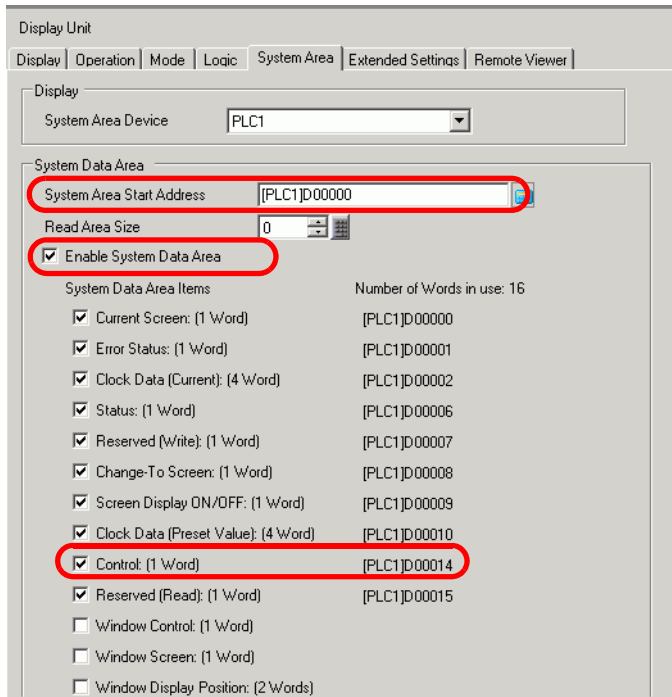 Display Unit
Display Operation Mode Logic System Area Extended Settings Remote Viewer
Display
System Area Device PLC1
System Data Area
System Area Start Address [PLC1]D00000
Read Area Size 0
Enable System Data Area
System Data Area Items Number of Words in use: 16
Current Screen: (1 Word) [PLC1]D00000
Error Status: (1 Word) [PLC1]D00001
Clock Data (Current): (4 Word) [PLC1]D00002
Status: (1 Word) [PLC1]D00006
Reserved (Write): (1 Word) [PLC1]D00007
Change-To Screen: (1 Word) [PLC1]D00008
Screen Display ON/OFF: (1 Word) [PLC1]D00009
Clock Data (Preset Value): (4 Word) [PLC1]D00010
Control: (1 Word) [PLC1]D00014
Reserved (Read): (1 Word) [PLC1]D00015
Window Control: (1 Word)
Window Screen: (1 Word)
Window Display Position: (2 Words)